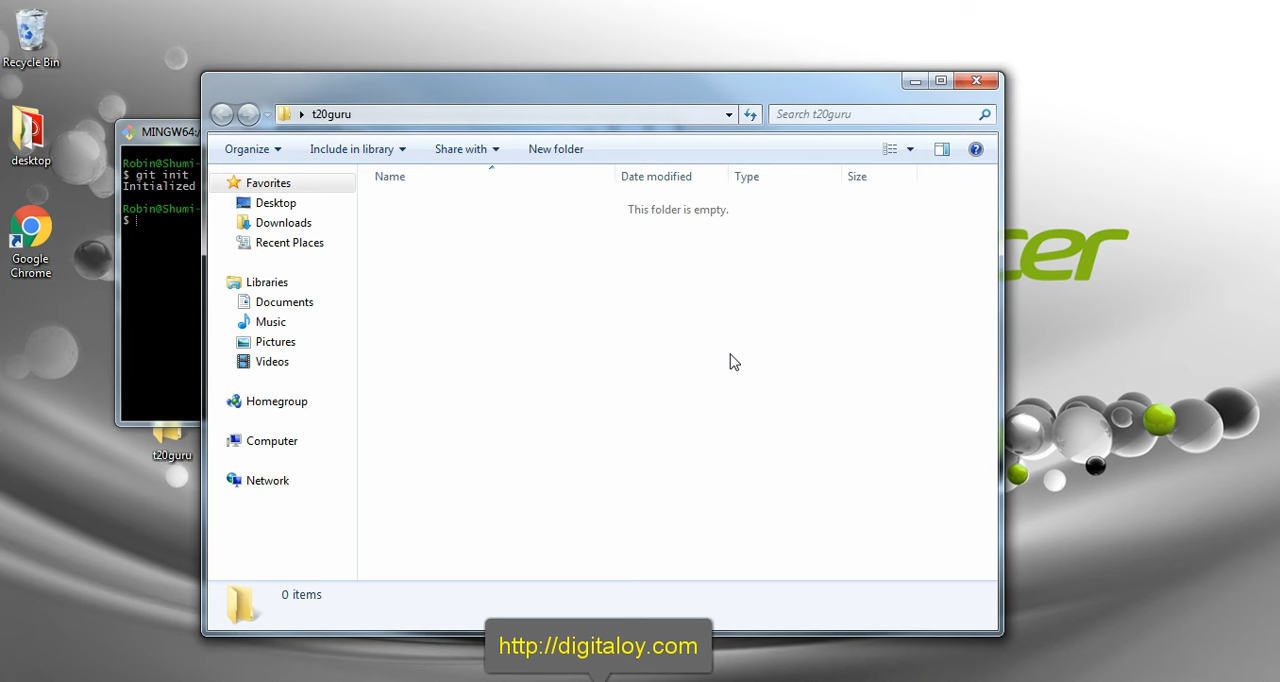 Recycle Bin
desktop
Google
Chrome
MINGW64:/
Robin@Shumi-
$ git init
Initialized
Robin@Shumi-
$
t20guru
t20guru
Search t20guru
Organize
Include in library
Share with
New folder
Favorites
Desktop
Downloads
Recent Places
Libraries
Documents
Music
Pictures
Videos
Homegroup
Computer
Network
Name
Date modified
Type
Size
This folder is empty.
0 items
cer
http://digitaloy.com